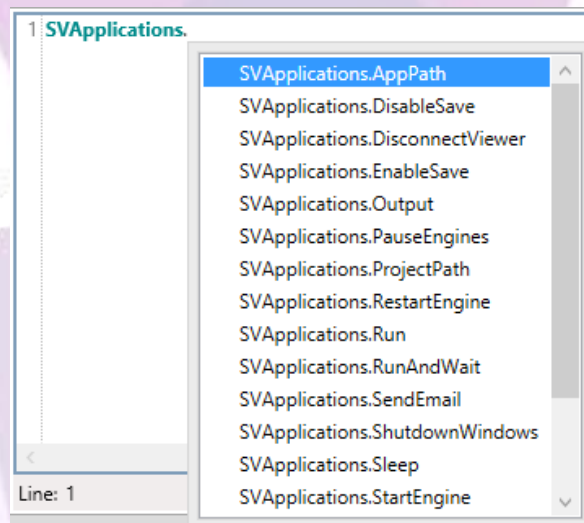 1 SVApplications.
SVApplications.AppPath
SVApplications.DisableSave
SVApplications.DisconnectViewer
SVApplications.EnableSave
SVApplications.Output
SVApplications.PauseEngines
SVApplications.ProjectPath
SVApplications.RestartEngine
SVApplications.Run
SVApplications.RunAndWait
SVApplications.SendEmail
SVApplications.ShutdownWindows
SVApplications.Sleep
SVApplications.StartEngine
Line: 1